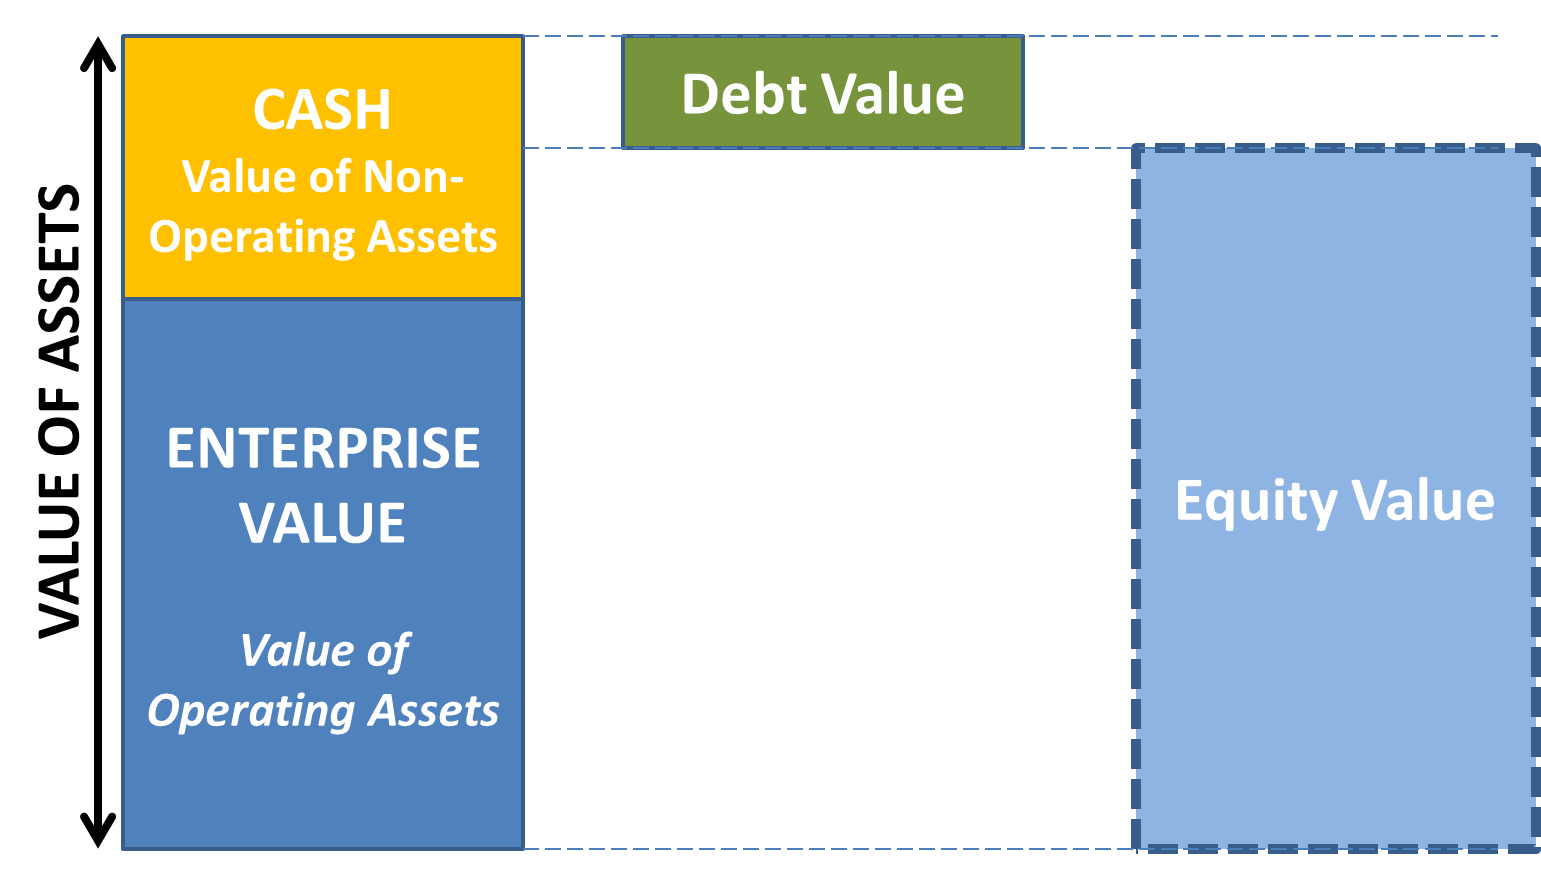 VALUE OF ASSETS
CASH
Value of Non-
Operating Assets
ENTERPRISE
VALUE
Value of
Operating Assets
Debt Value
Equity Value